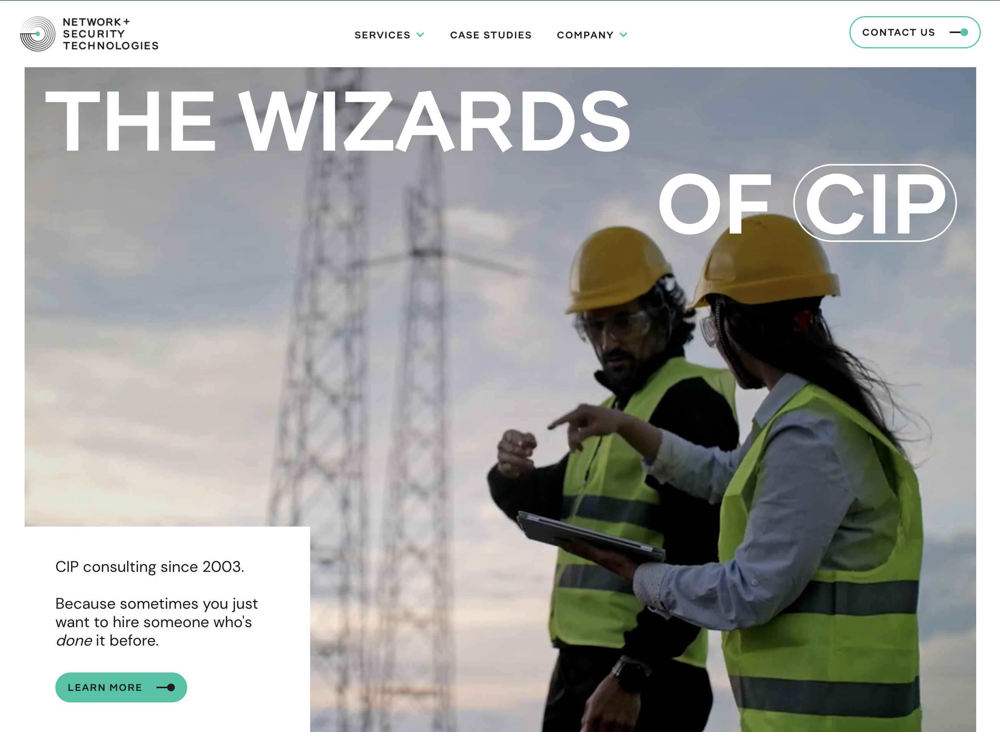 NETWORK+
SECURITY
TECHNOLOGIES
SERVICES
CASE STUDIES
COMPANY
CONTACT US
THE WIZARDS
OF CIP
CIP consulting since 2003.
Because sometimes you just
want to hire someone who's
done it before.
LEARN MORE